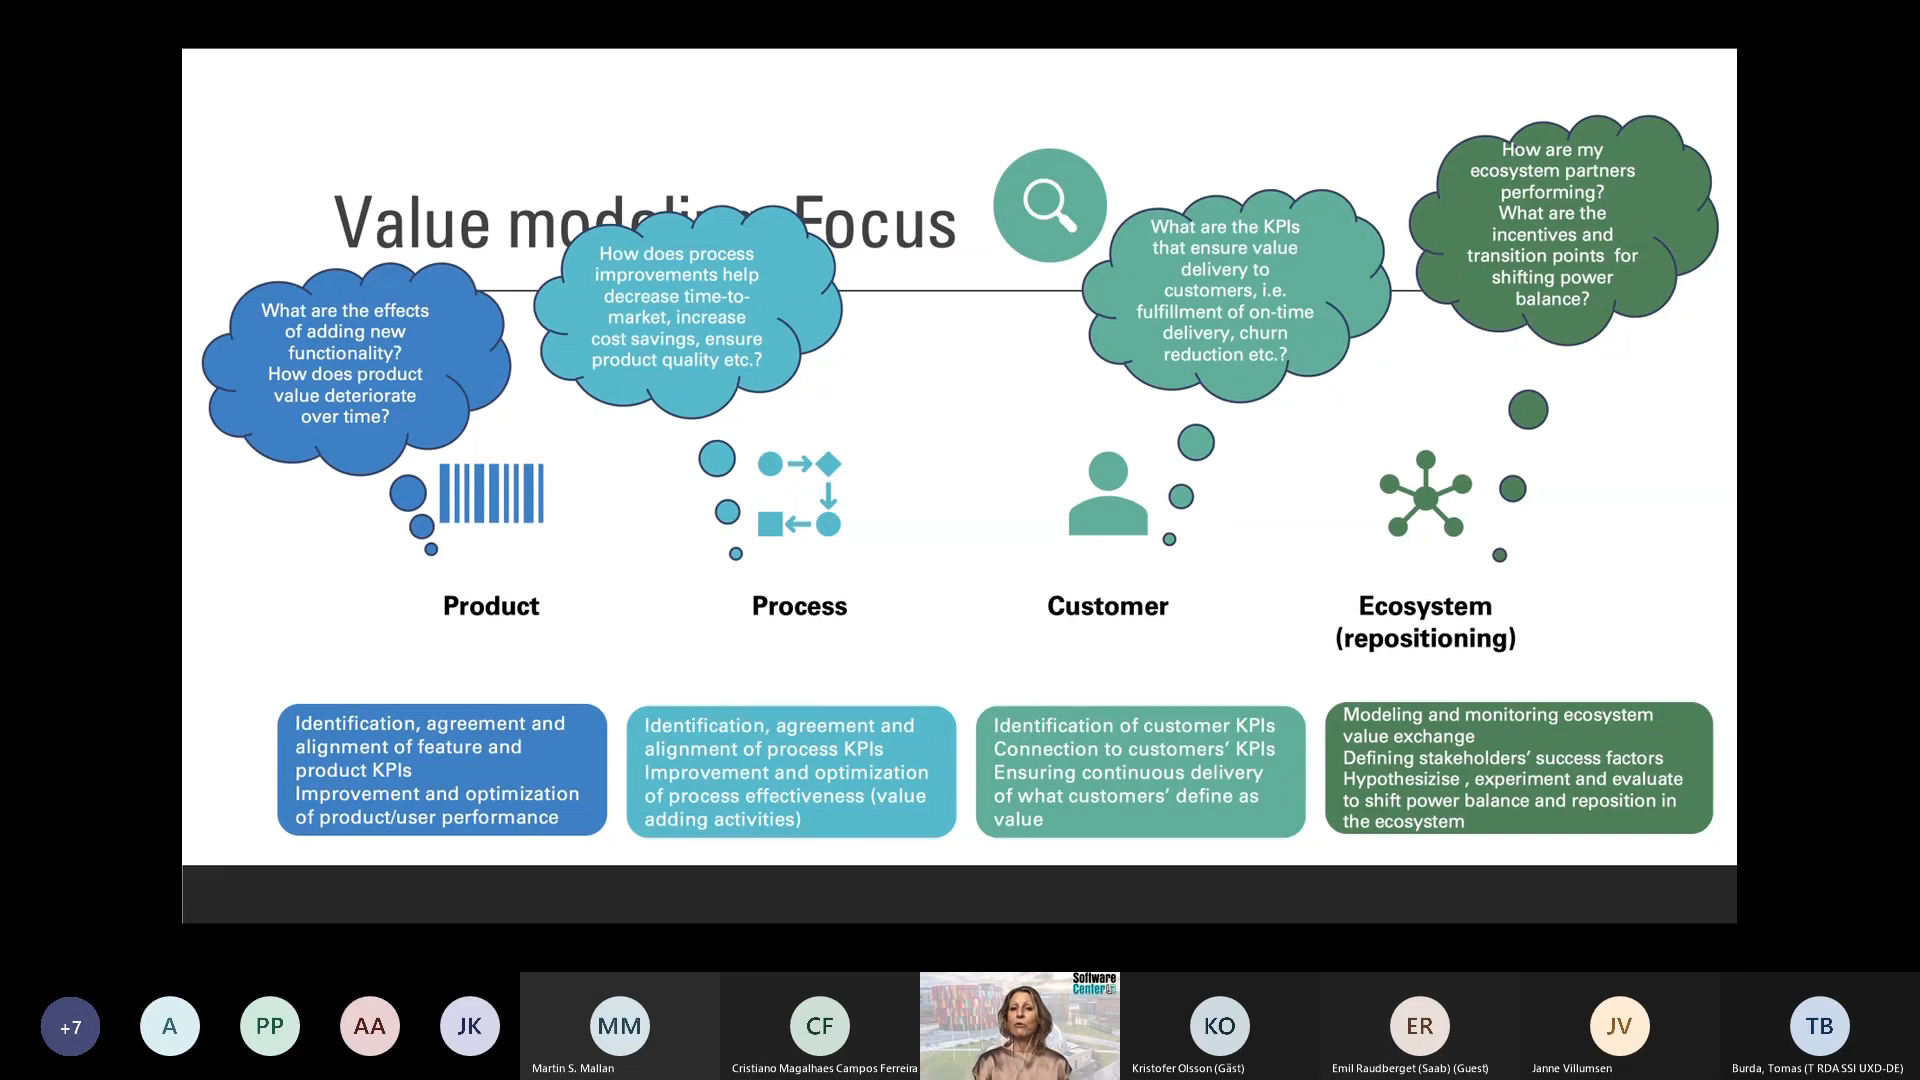 Value modeling: Focus
What are the effects
of adding new
functionality?
How does product
value deteriorate
over time?
How does process
improvements help
decrease time-to-
market, increase
cost savings, ensure
product quality etc.?
What are the KPIs
that ensure value
delivery to
customers, i.e.
fulfillment of on-time
delivery, churn
reduction etc.?
How are my
ecosystem partners
performing?
What are the
incentives and
transition points for
shifting power
balance?
Product
Process
Customer
Ecosystem
(repositioning)
Identification, agreement and
alignment of feature and
product KPIs
Improvement and optimization
of product/user performance
Identification, agreement and
alignment of process KPIs
Improvement and optimization
of process effectiveness (value
adding activities)
Identification of customer KPIs
Connection to customers’ KPIs
Ensuring continuous delivery
of what customers’ define as
value
Modeling and monitoring ecosystem
value exchange
Defining stakeholders’ success factors
Hypothesizise , experiment and evaluate
to shift power balance and reposition in
the ecosystem
+7
A
PP
AA
JK
MM
Martin S. Mallan
CF
Cristiano Magalhaes Campos Ferreira
Software
Center
KO
Kristofer Olsson (Gäst)
ER
Emil Raudberget (Saab) (Guest)
JV
Janne Villumsen
TB
Burda, Tomas (T RDA SSI UXD-DE)